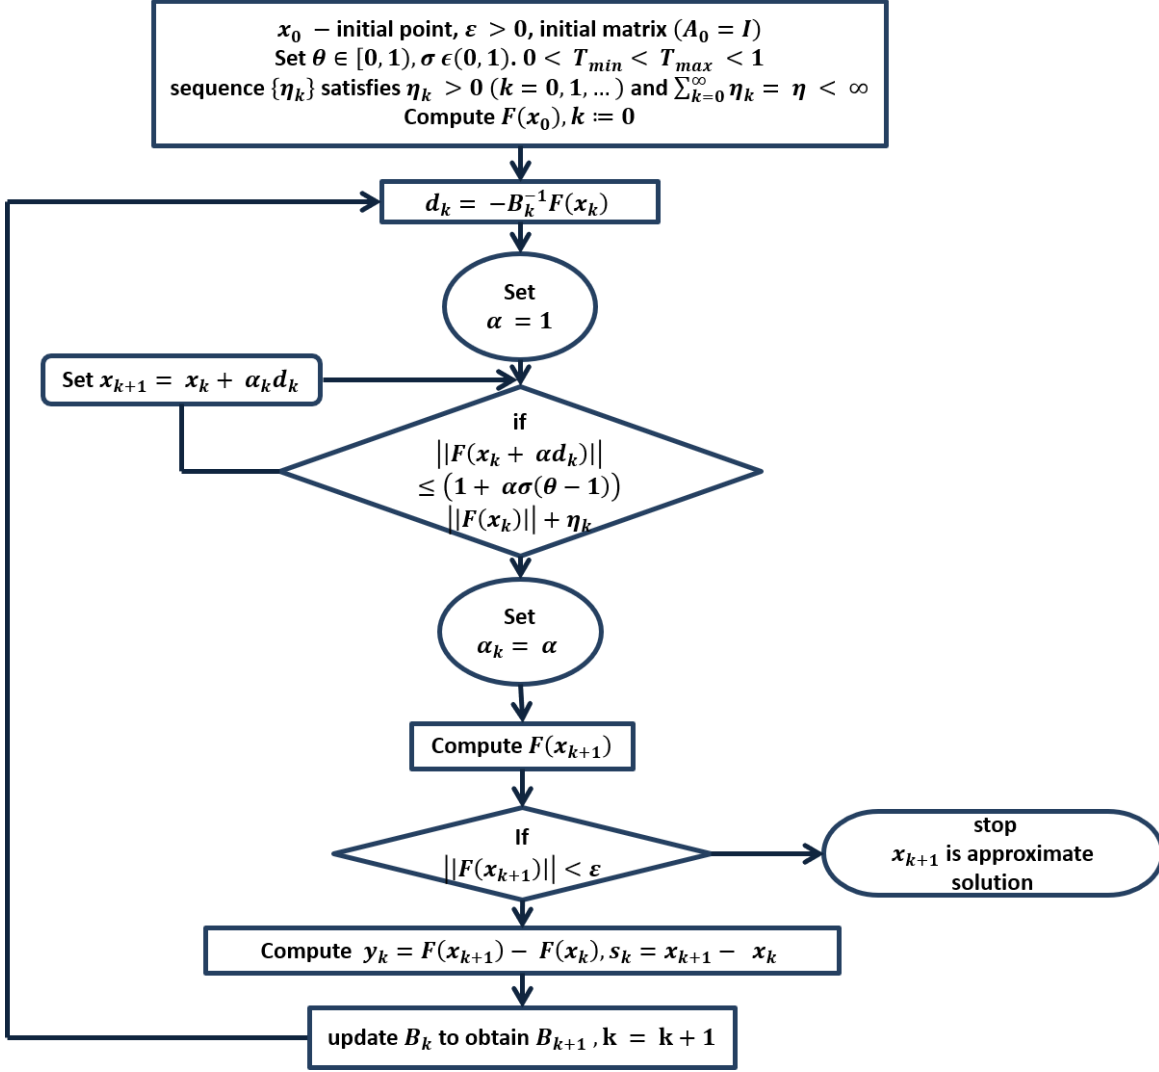 x₀ − initial point, ε > 0, initial matrix (A₀ = I)
Set θ ∈ [0, 1), σ ϵ(0, 1). 0 < T_min < T_max < 1
sequence {η_k} satisfies η_k > 0 (k = 0, 1, … ) and ∑_{k=0}^∞ η_k = η < ∞
Compute F(x₀), k ≔ 0
d_k = −B_k^{−1}F(x_k)
Set
α = 1
Set x_{k+1} = x_k + α_k d_k
if
||F(x_k + αd_k)||
≤ (1 + ασ(θ − 1))
||F(x_k)|| + η_k
Set
α_k = α
Compute F(x_{k+1})
If
||F(x_{k+1})|| < ε
stop
x_{k+1} is approximate
solution
Compute y_k = F(x_{k+1}) − F(x_k), s_k = x_{k+1} − x_k
update B_k to obtain B_{k+1} , k = k + 1